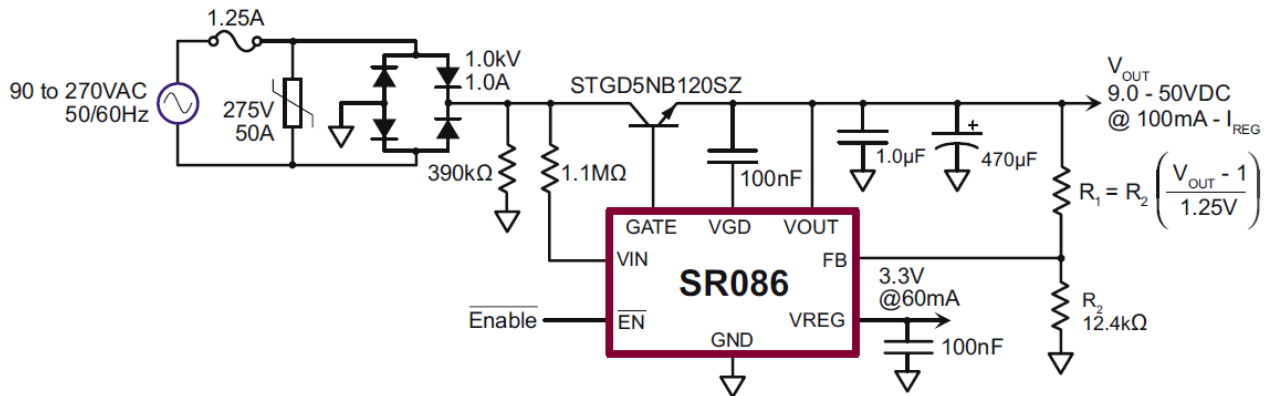 1.25A
90 to 270VAC
50/60Hz
275V
50A
1.0kV
1.0A
STGD5NB120SZ
390kΩ
1.1MΩ
100nF
1.0µF
+
470µF
VOUT
9.0 - 50VDC
@ 100mA - IREG
R1 = R2 ( VOUT - 1 / 1.25V )
GATE VGD VOUT
VIN
FB
SR086
3.3V
@60mA
Enable
EN
VREG
GND
100nF
R2
12.4kΩ